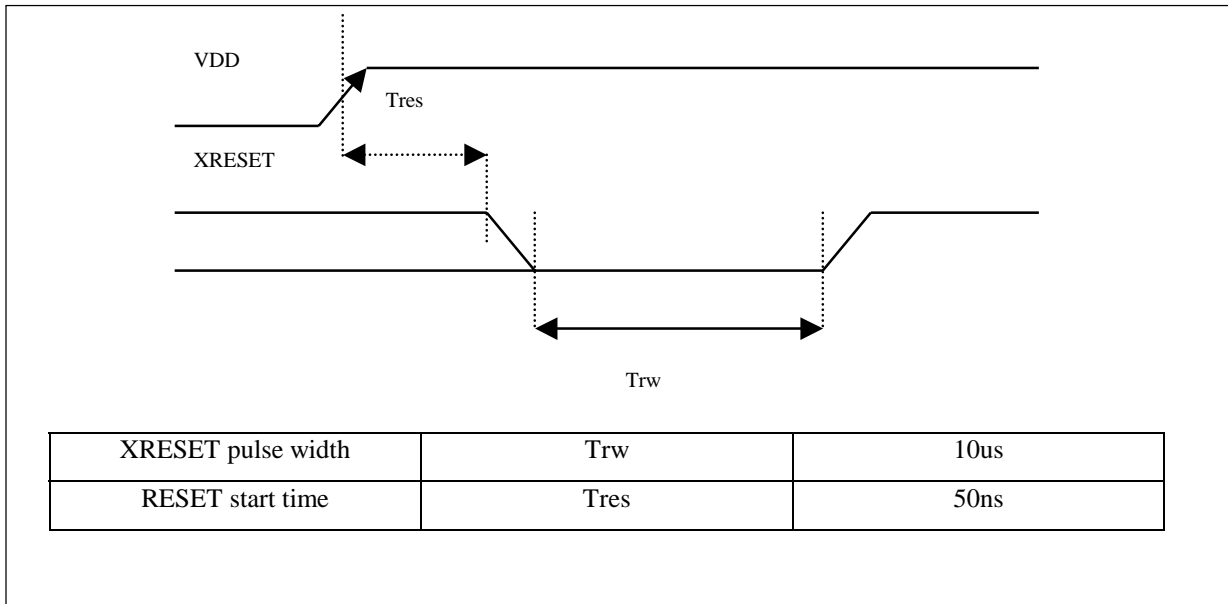 VDD
Tres
XRESET
Trw
XRESET pulse width Trw 10us
RESET start time Tres 50ns